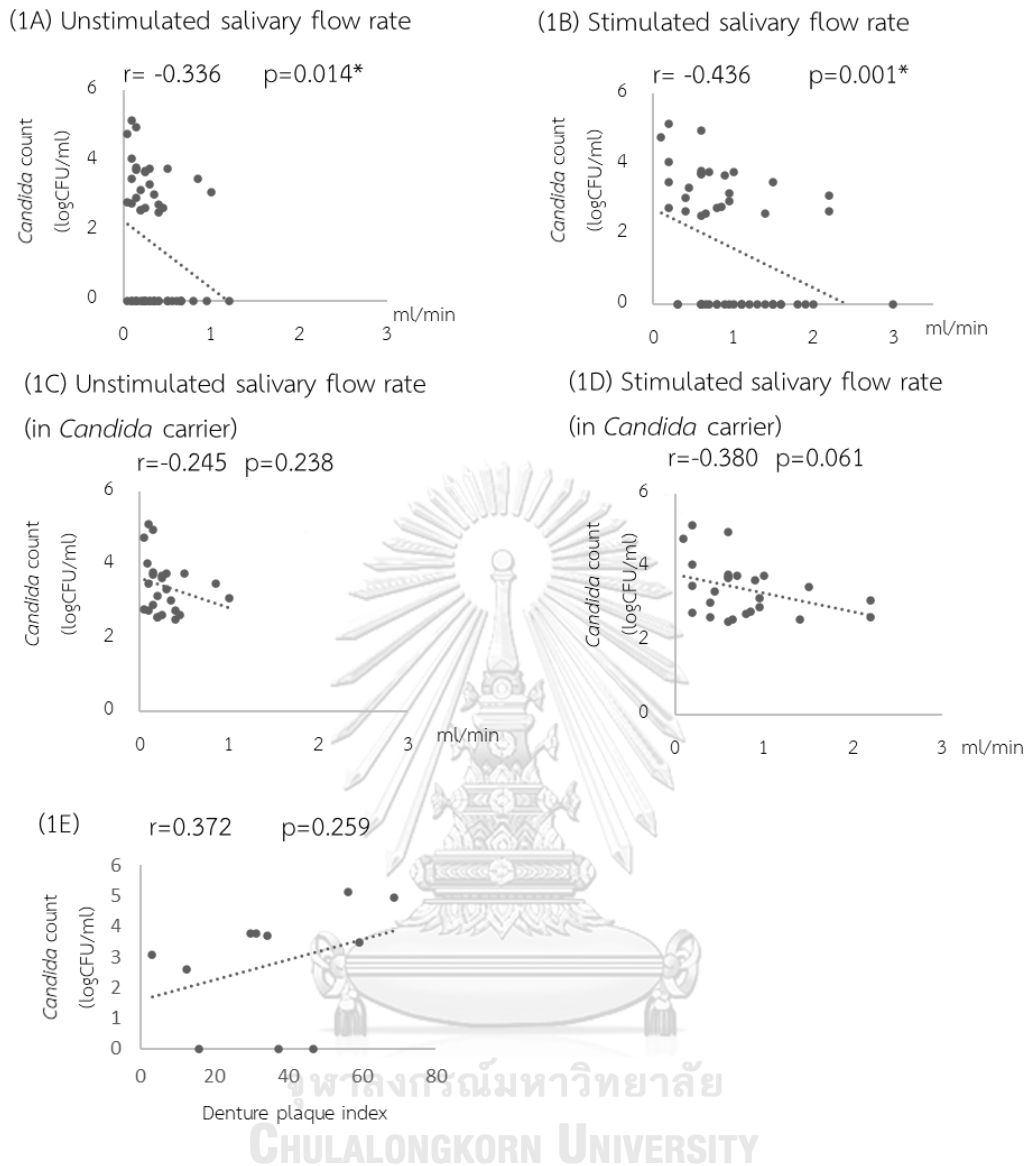 (1A) Unstimulated salivary flow rate
r= -0.336 p=0.014*
Candida count
(logCFU/ml)
6
4
2
0
0 1 2 3
ml/min
(1B) Stimulated salivary flow rate
r= -0.436 p=0.001*
Candida count
(logCFU/ml)
6
4
2
0
0 1 2 3
ml/min
(1C) Unstimulated salivary flow rate
(in Candida carrier)
r=-0.245 p=0.238
Candida count
(logCFU/ml)
6
4
2
0
0 1 2 3
ml/min
(1D) Stimulated salivary flow rate
(in Candida carrier)
r=-0.380 p=0.061
Candida count
(logCFU/ml)
6
4
2
0
0 1 2 3 ml/min
(1E) r=0.372 p=0.259
Candida count
(logCFU/ml)
6
5
4
3
2
1
0
0 20 40 60 80
Denture plaque index
จุฬาลงกรณ์มหาวิทยาลัย
CHULALONGKORN UNIVERSITY